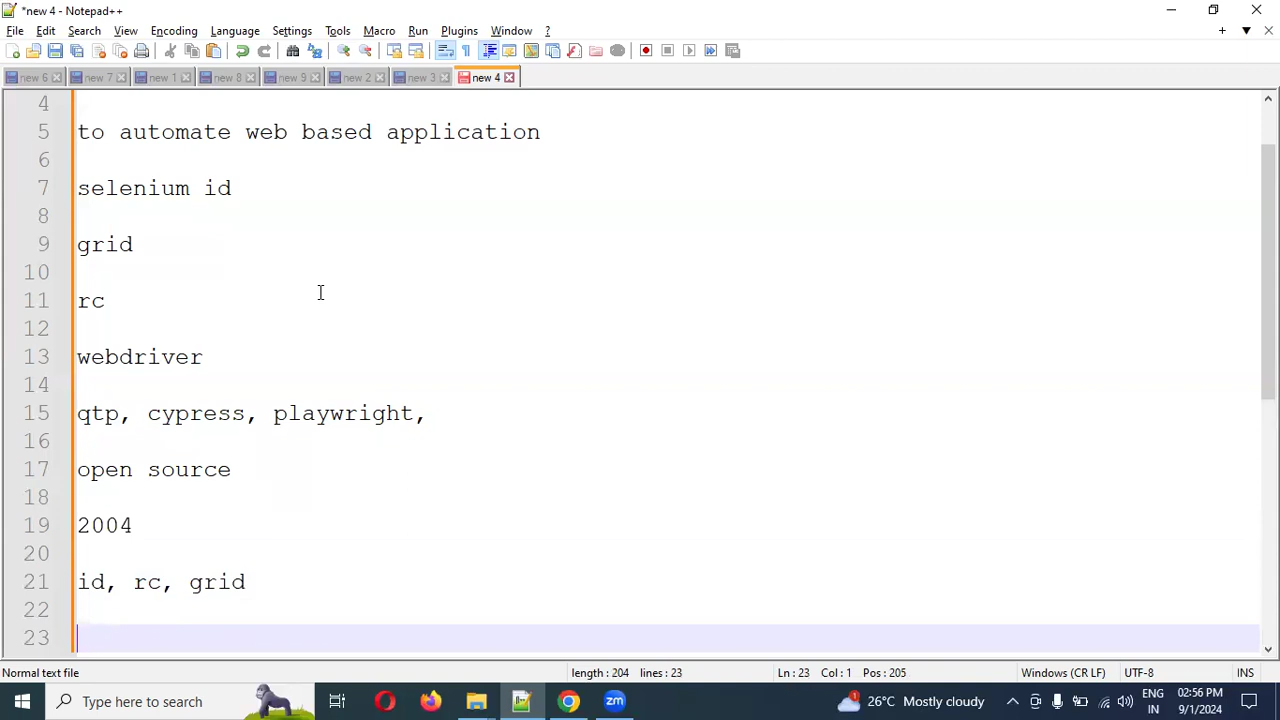 *new 4 - Notepad++
File Edit Search View Encoding Language Settings Tools Macro Run Plugins Window ?
new 6 new 7 new 1 new 8 new 9 new 2 new 3 new 4
4
5 to automate web based application
6
7 selenium id
8
9 grid
10
11 rc
12
13 webdriver
14
15 qtp, cypress, playwright,
16
17 open source
18
19 2004
20
21 id, rc, grid
22
23
Normal text file length : 204 lines : 23 Ln : 23 Col : 1 Pos : 205 Windows (CR LF) UTF-8 INS
Type here to search 26°C Mostly cloudy ENG 02:56 PM
IN 9/1/2024